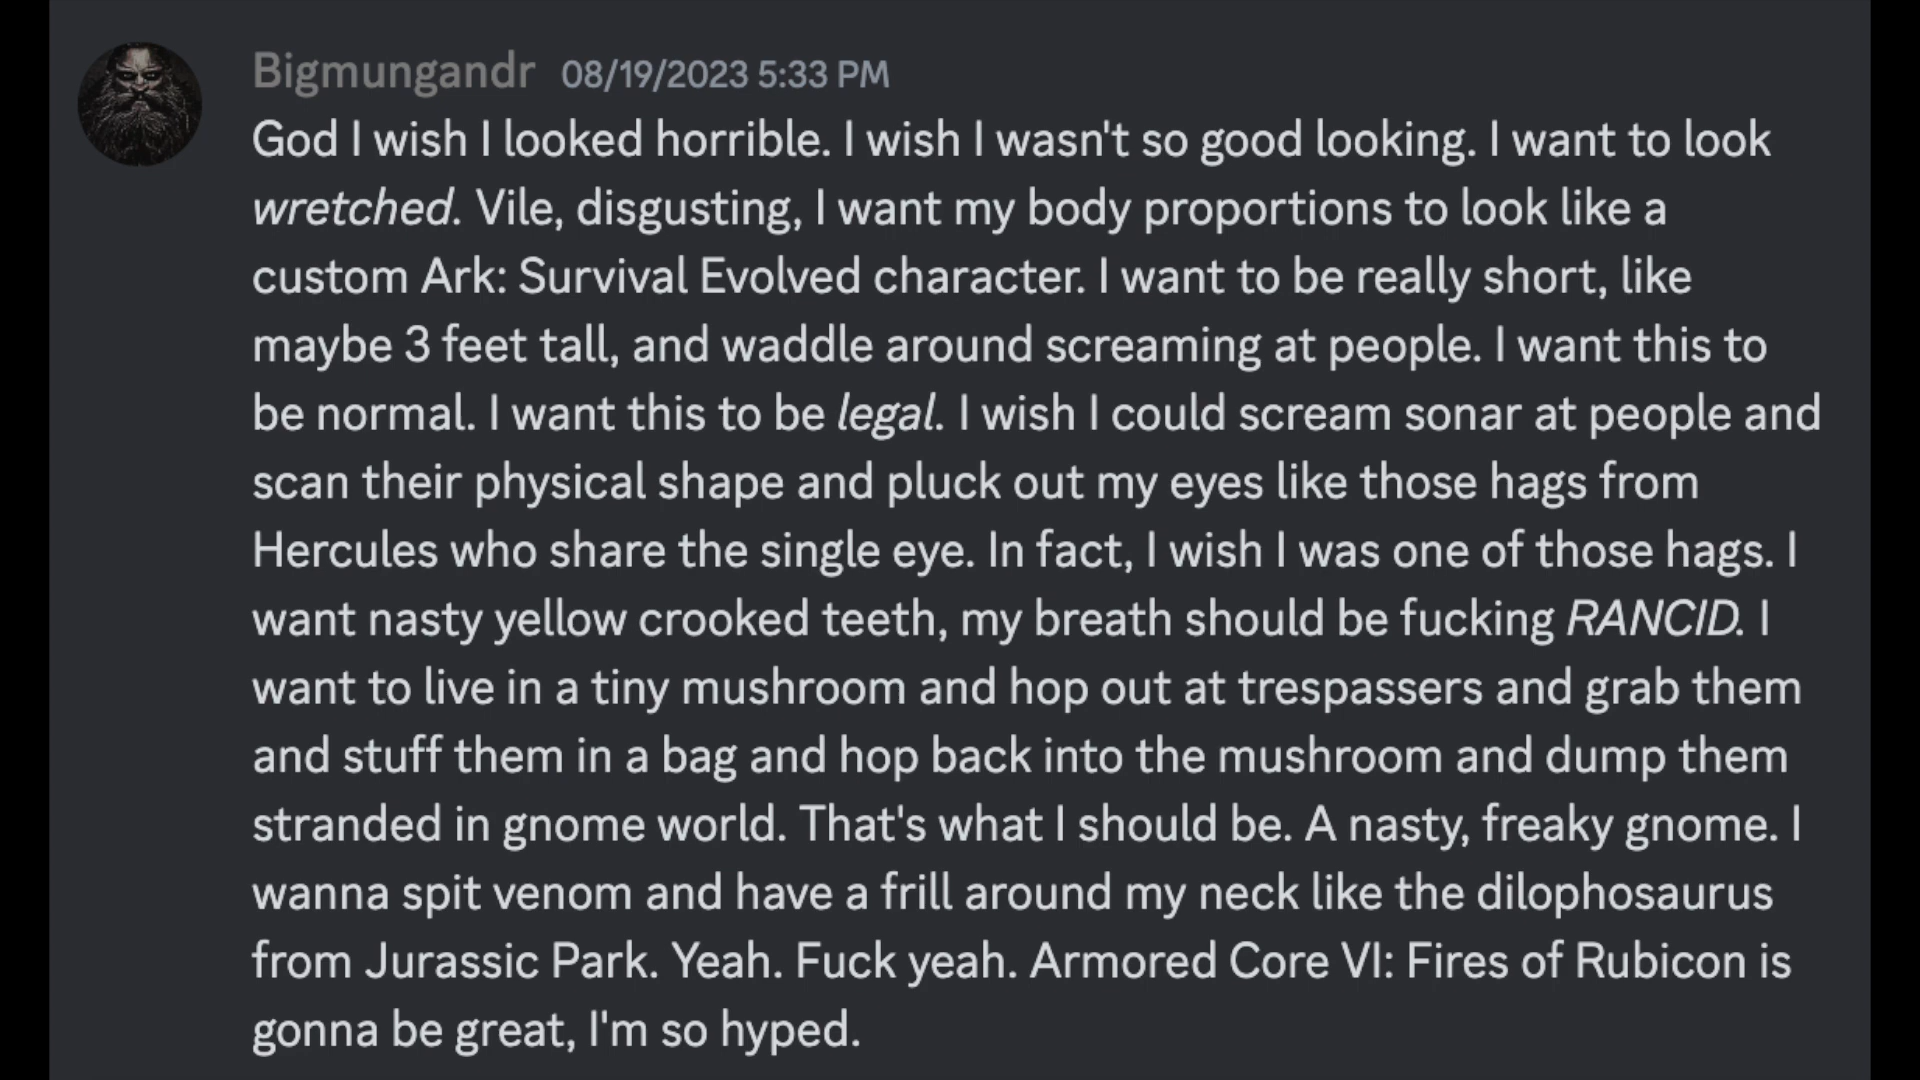 Bigmungandr 08/19/2023 5:33 PM
God I wish I looked horrible. I wish I wasn't so good looking. I want to look
wretched. Vile, disgusting, I want my body proportions to look like a
custom Ark: Survival Evolved character. I want to be really short, like
maybe 3 feet tall, and waddle around screaming at people. I want this to
be normal. I want this to be legal. I wish I could scream sonar at people and
scan their physical shape and pluck out my eyes like those hags from
Hercules who share the single eye. In fact, I wish I was one of those hags. I
want nasty yellow crooked teeth, my breath should be fucking RANCID. I
want to live in a tiny mushroom and hop out at trespassers and grab them
and stuff them in a bag and hop back into the mushroom and dump them
stranded in gnome world. That's what I should be. A nasty, freaky gnome. I
wanna spit venom and have a frill around my neck like the dilophosaurus
from Jurassic Park. Yeah. Fuck yeah. Armored Core VI: Fires of Rubicon is
gonna be great, I'm so hyped.